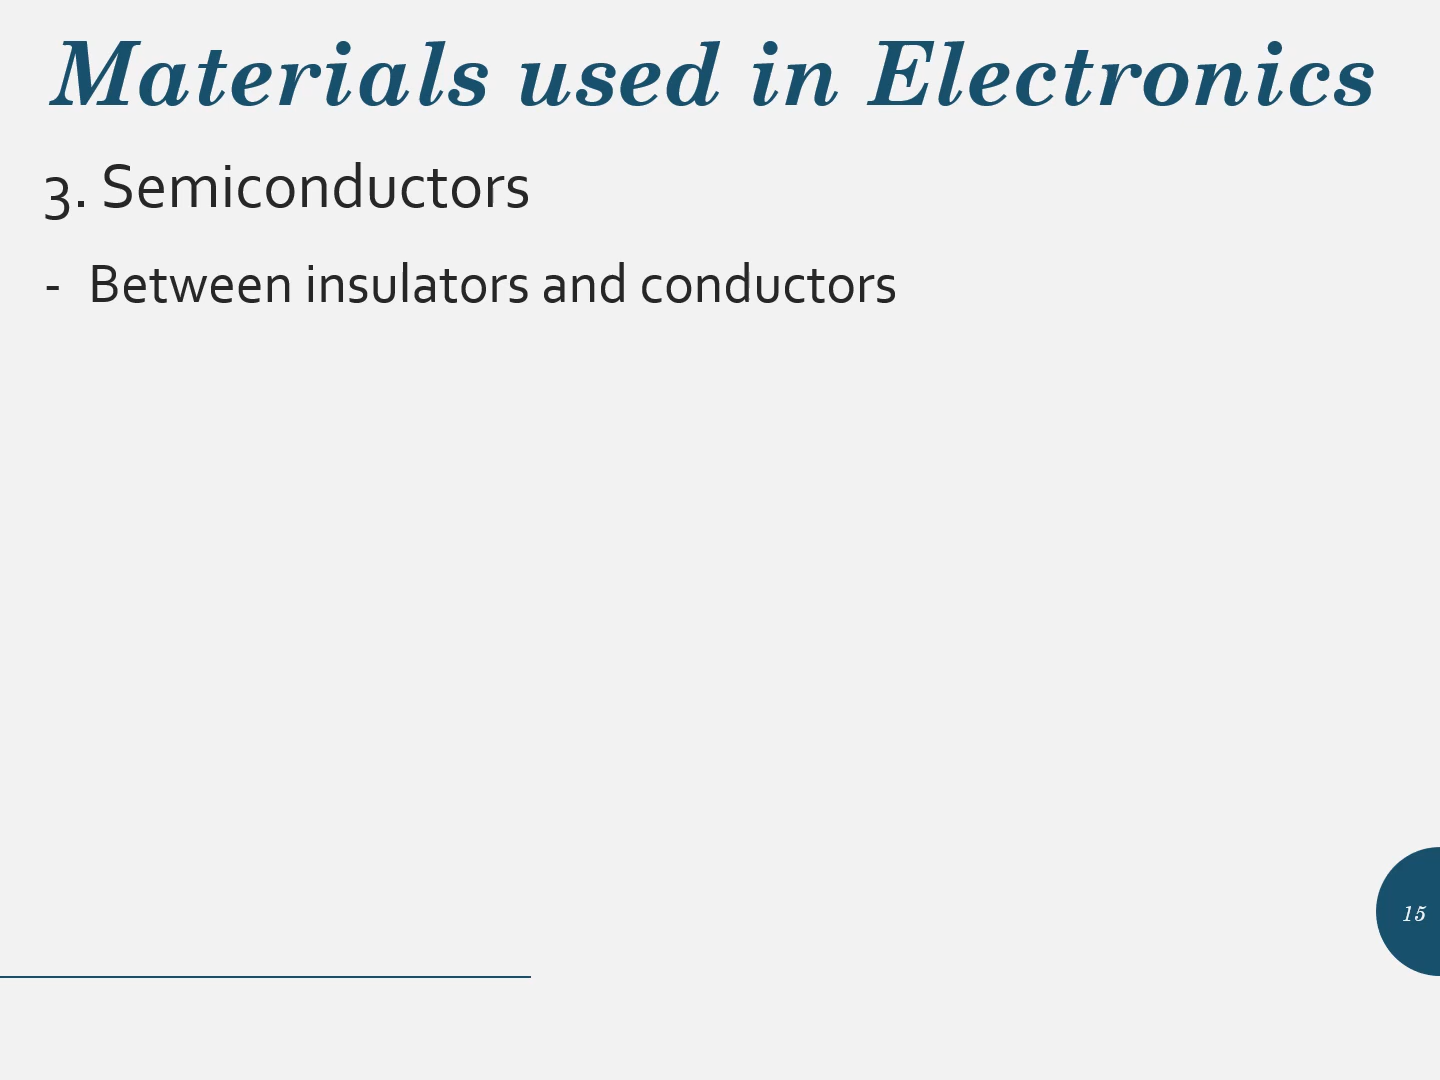 Materials used in Electronics
3. Semiconductors
- Between insulators and conductors
15